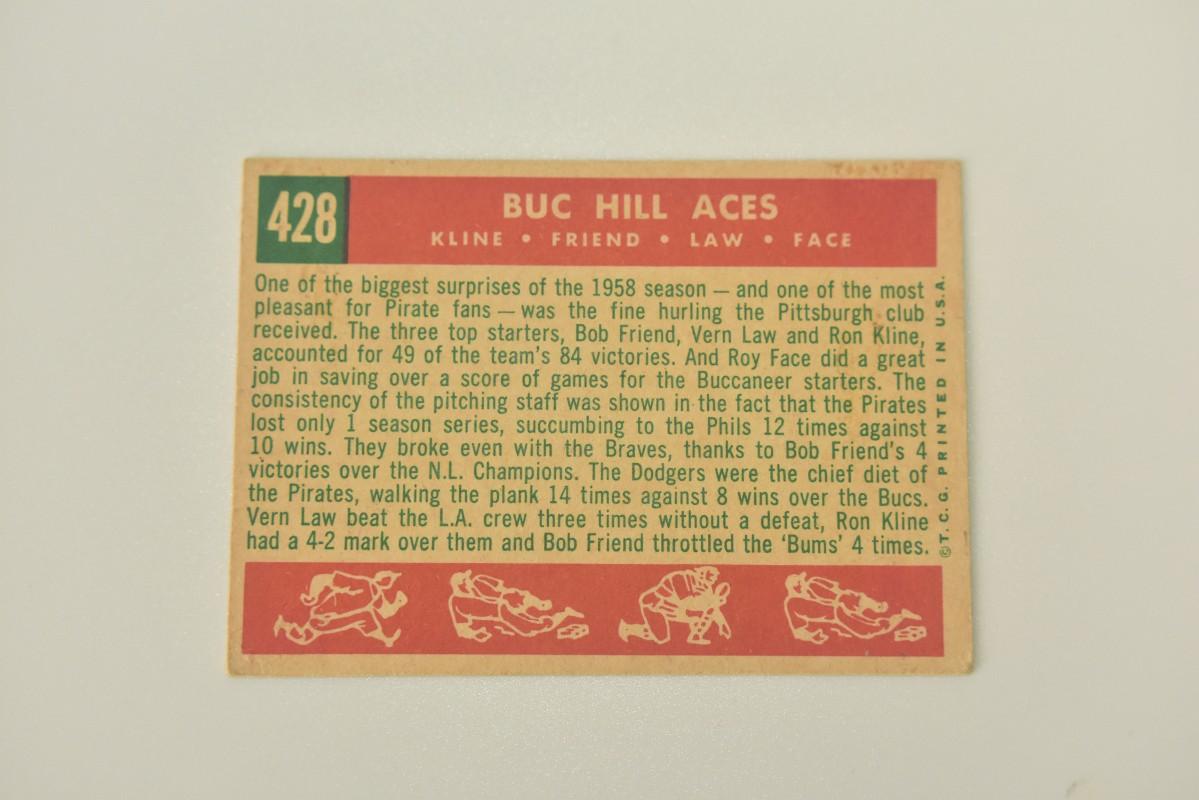 428
BUC HILL ACES
KLINE • FRIEND • LAW • FACE
One of the biggest surprises of the 1958 season — and one of the most
pleasant for Pirate fans — was the fine hurling the Pittsburgh club
received. The three top starters, Bob Friend, Vern Law and Ron Kline,
accounted for 49 of the team's 84 victories. And Roy Face did a great
job in saving over a score of games for the Buccaneer starters. The
consistency of the pitching staff was shown in the fact that the Pirates
lost only 1 season series, succumbing to the Phils 12 times against
10 wins. They broke even with the Braves, thanks to Bob Friend's 4
victories over the N.L. Champions. The Dodgers were the chief diet of
the Pirates, walking the plank 14 times against 8 wins over the Bucs.
Vern Law beat the L.A. crew three times without a defeat, Ron Kline
had a 4-2 mark over them and Bob Friend throttled the 'Bums' 4 times.
© T. C. G. PRINTED IN U.S.A.